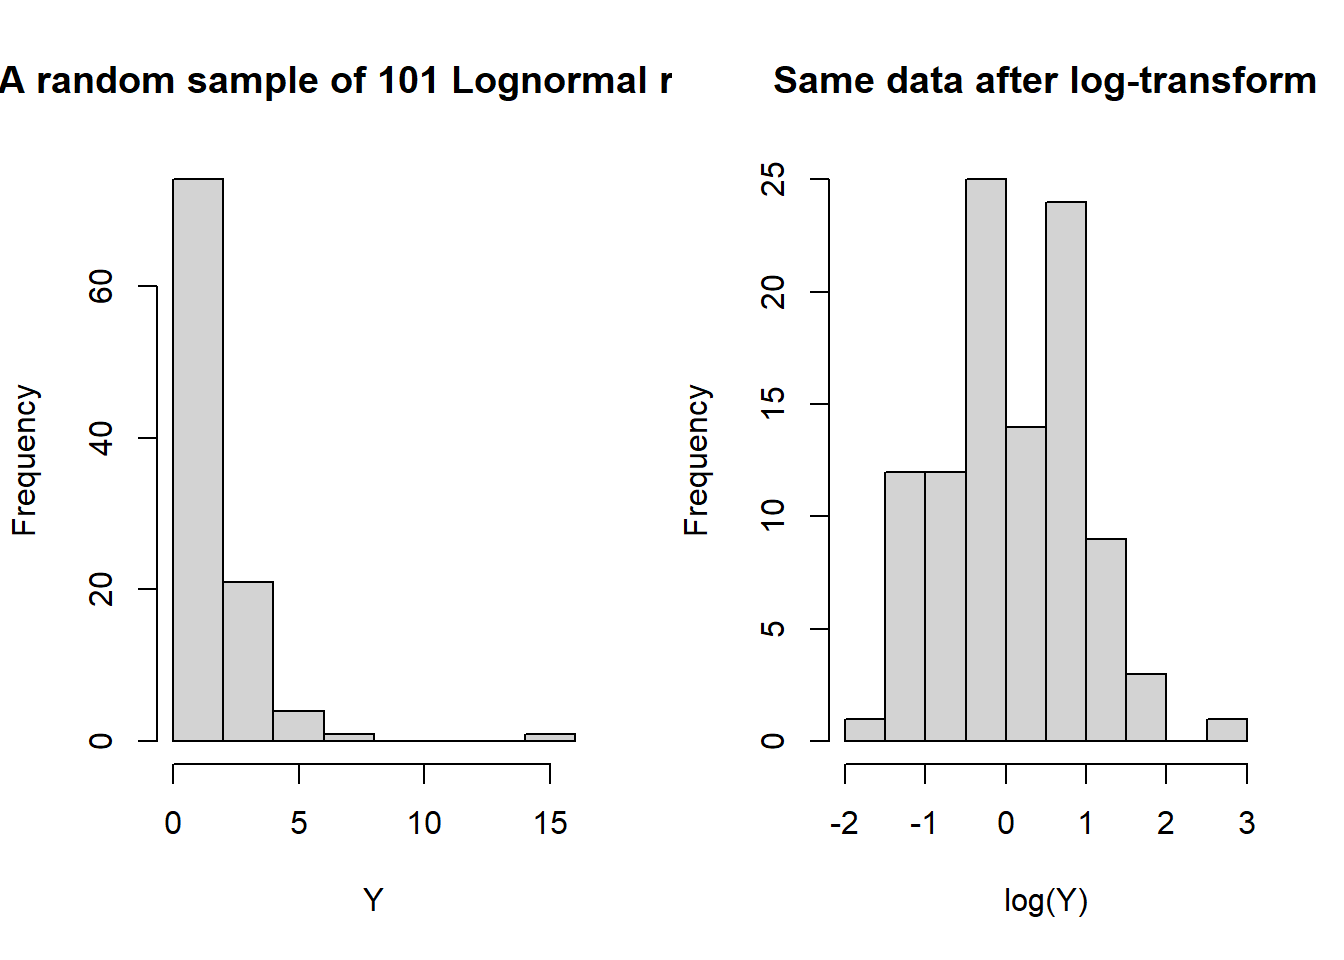 A random sample of 101 Lognormal r
Frequency
0 20 40 60
0 5 10 15
Y
Same data after log-transform
Frequency
0 5 10 15 20 25
-2 -1 0 1 2 3
log(Y)